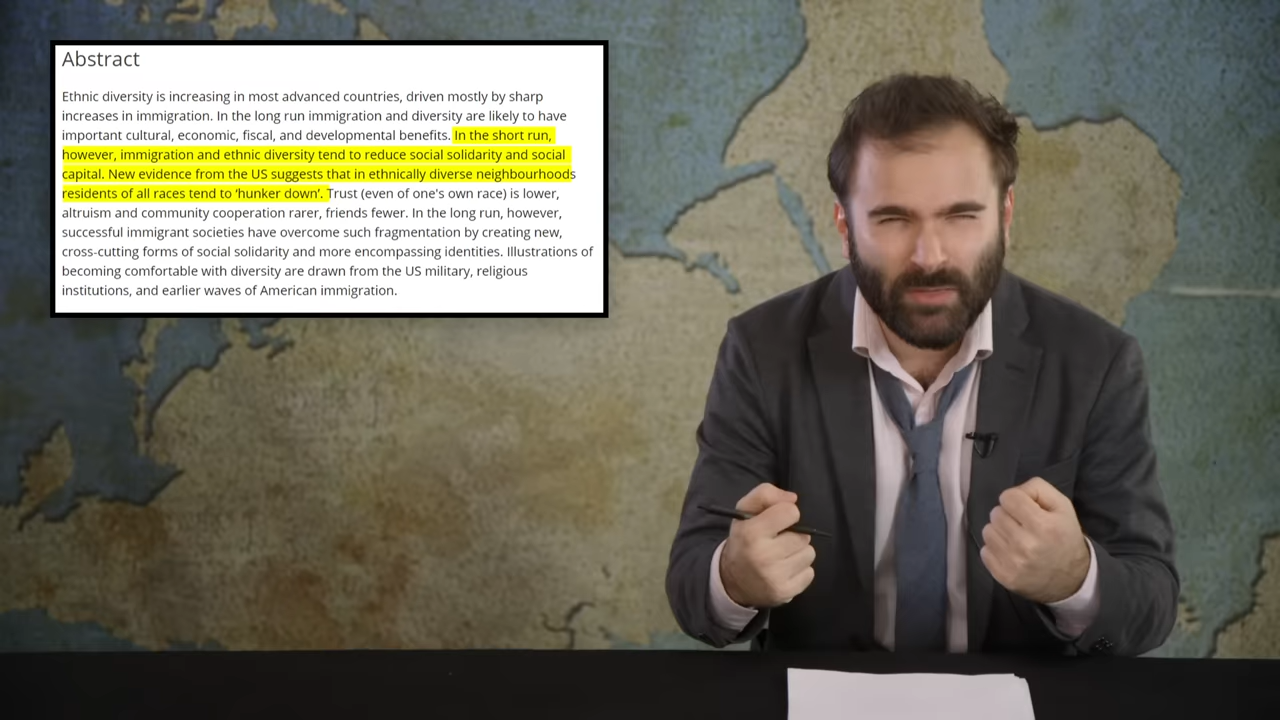 Abstract
Ethnic diversity is increasing in most advanced countries, driven mostly by sharp
increases in immigration. In the long run immigration and diversity are likely to have
important cultural, economic, fiscal, and developmental benefits. In the short run,
however, immigration and ethnic diversity tend to reduce social solidarity and social
capital. New evidence from the US suggests that in ethnically diverse neighbourhoods
residents of all races tend to ‘hunker down’. Trust (even of one's own race) is lower,
altruism and community cooperation rarer, friends fewer. In the long run, however,
successful immigrant societies have overcome such fragmentation by creating new,
cross-cutting forms of social solidarity and more encompassing identities. Illustrations of
becoming comfortable with diversity are drawn from the US military, religious
institutions, and earlier waves of American immigration.